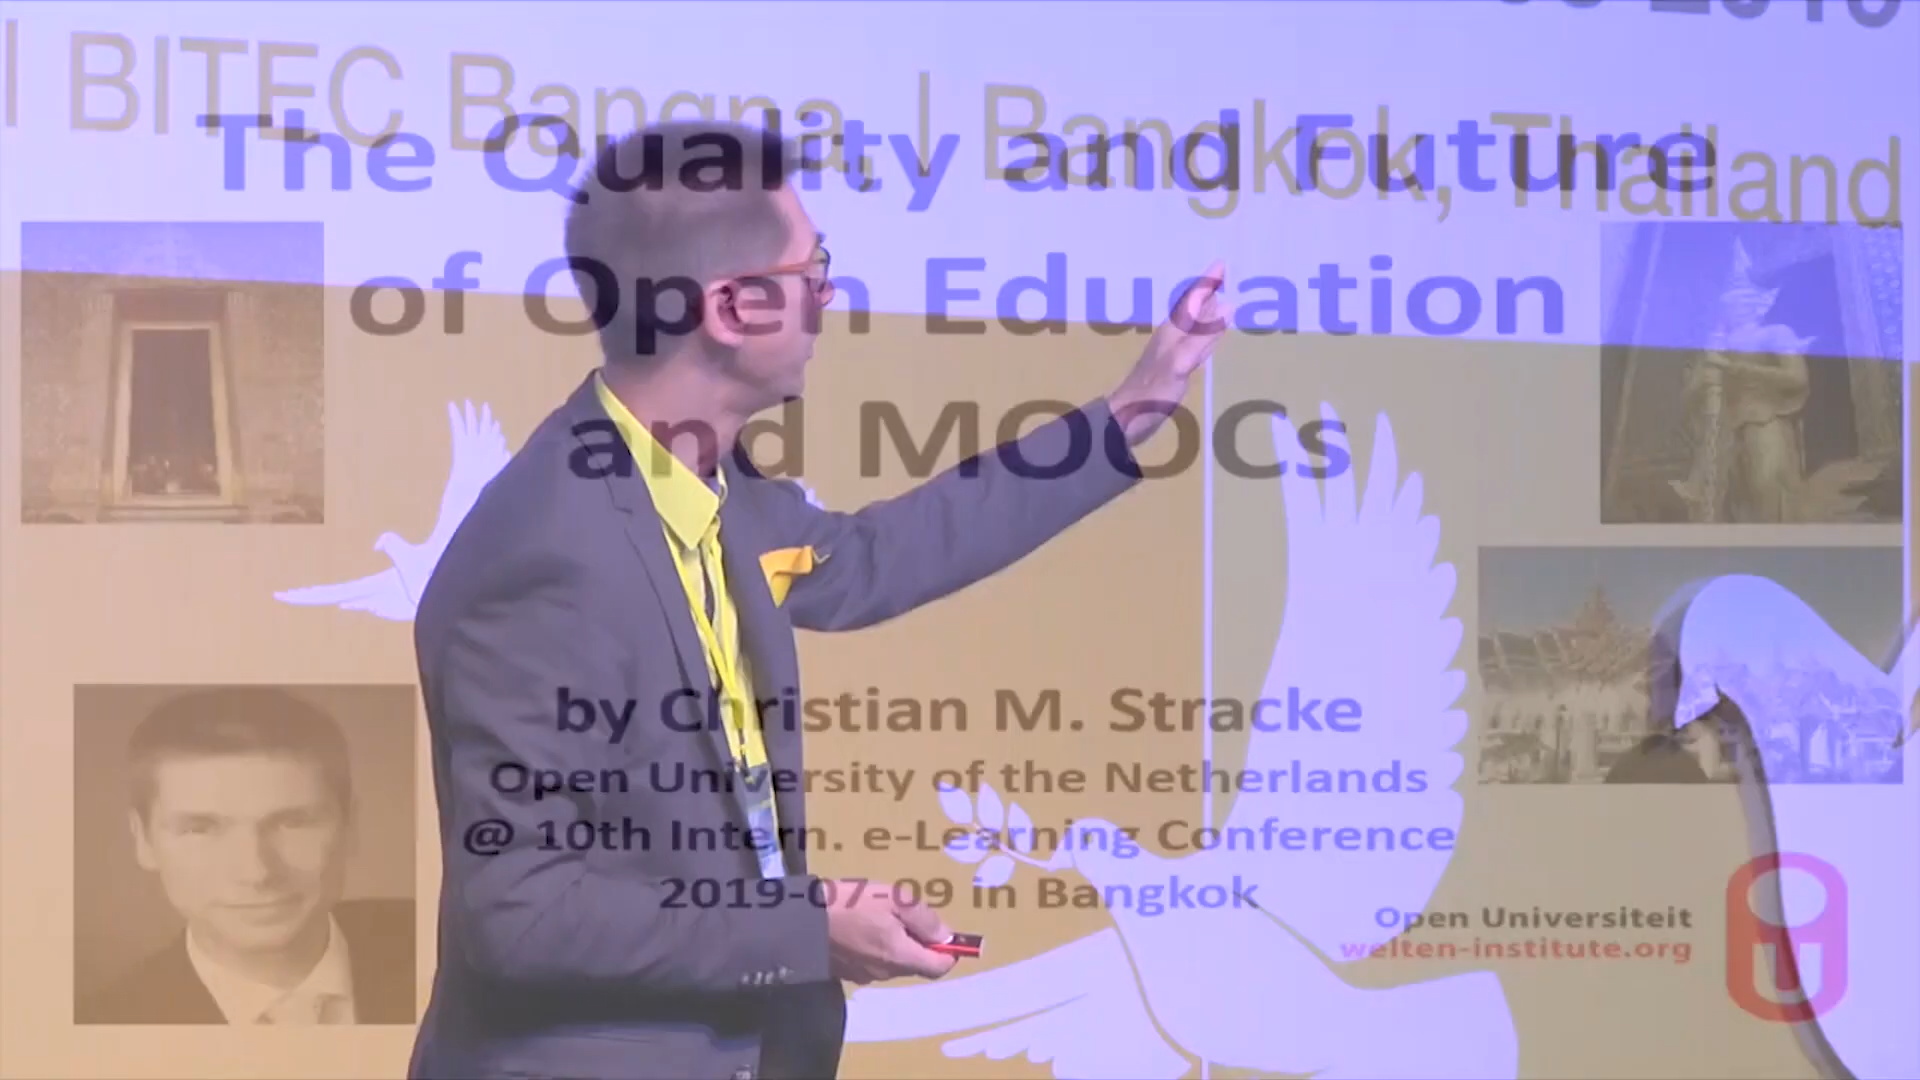 | BITEC Bangna, | Bangkok, Thailand
The Quality and Future
of Open Education
and MOOCs
by Christian M. Stracke
Open University of the Netherlands
@ 10th Intern. e-Learning Conference
2019-07-09 in Bangkok
Open Universiteit
welten-institute.org